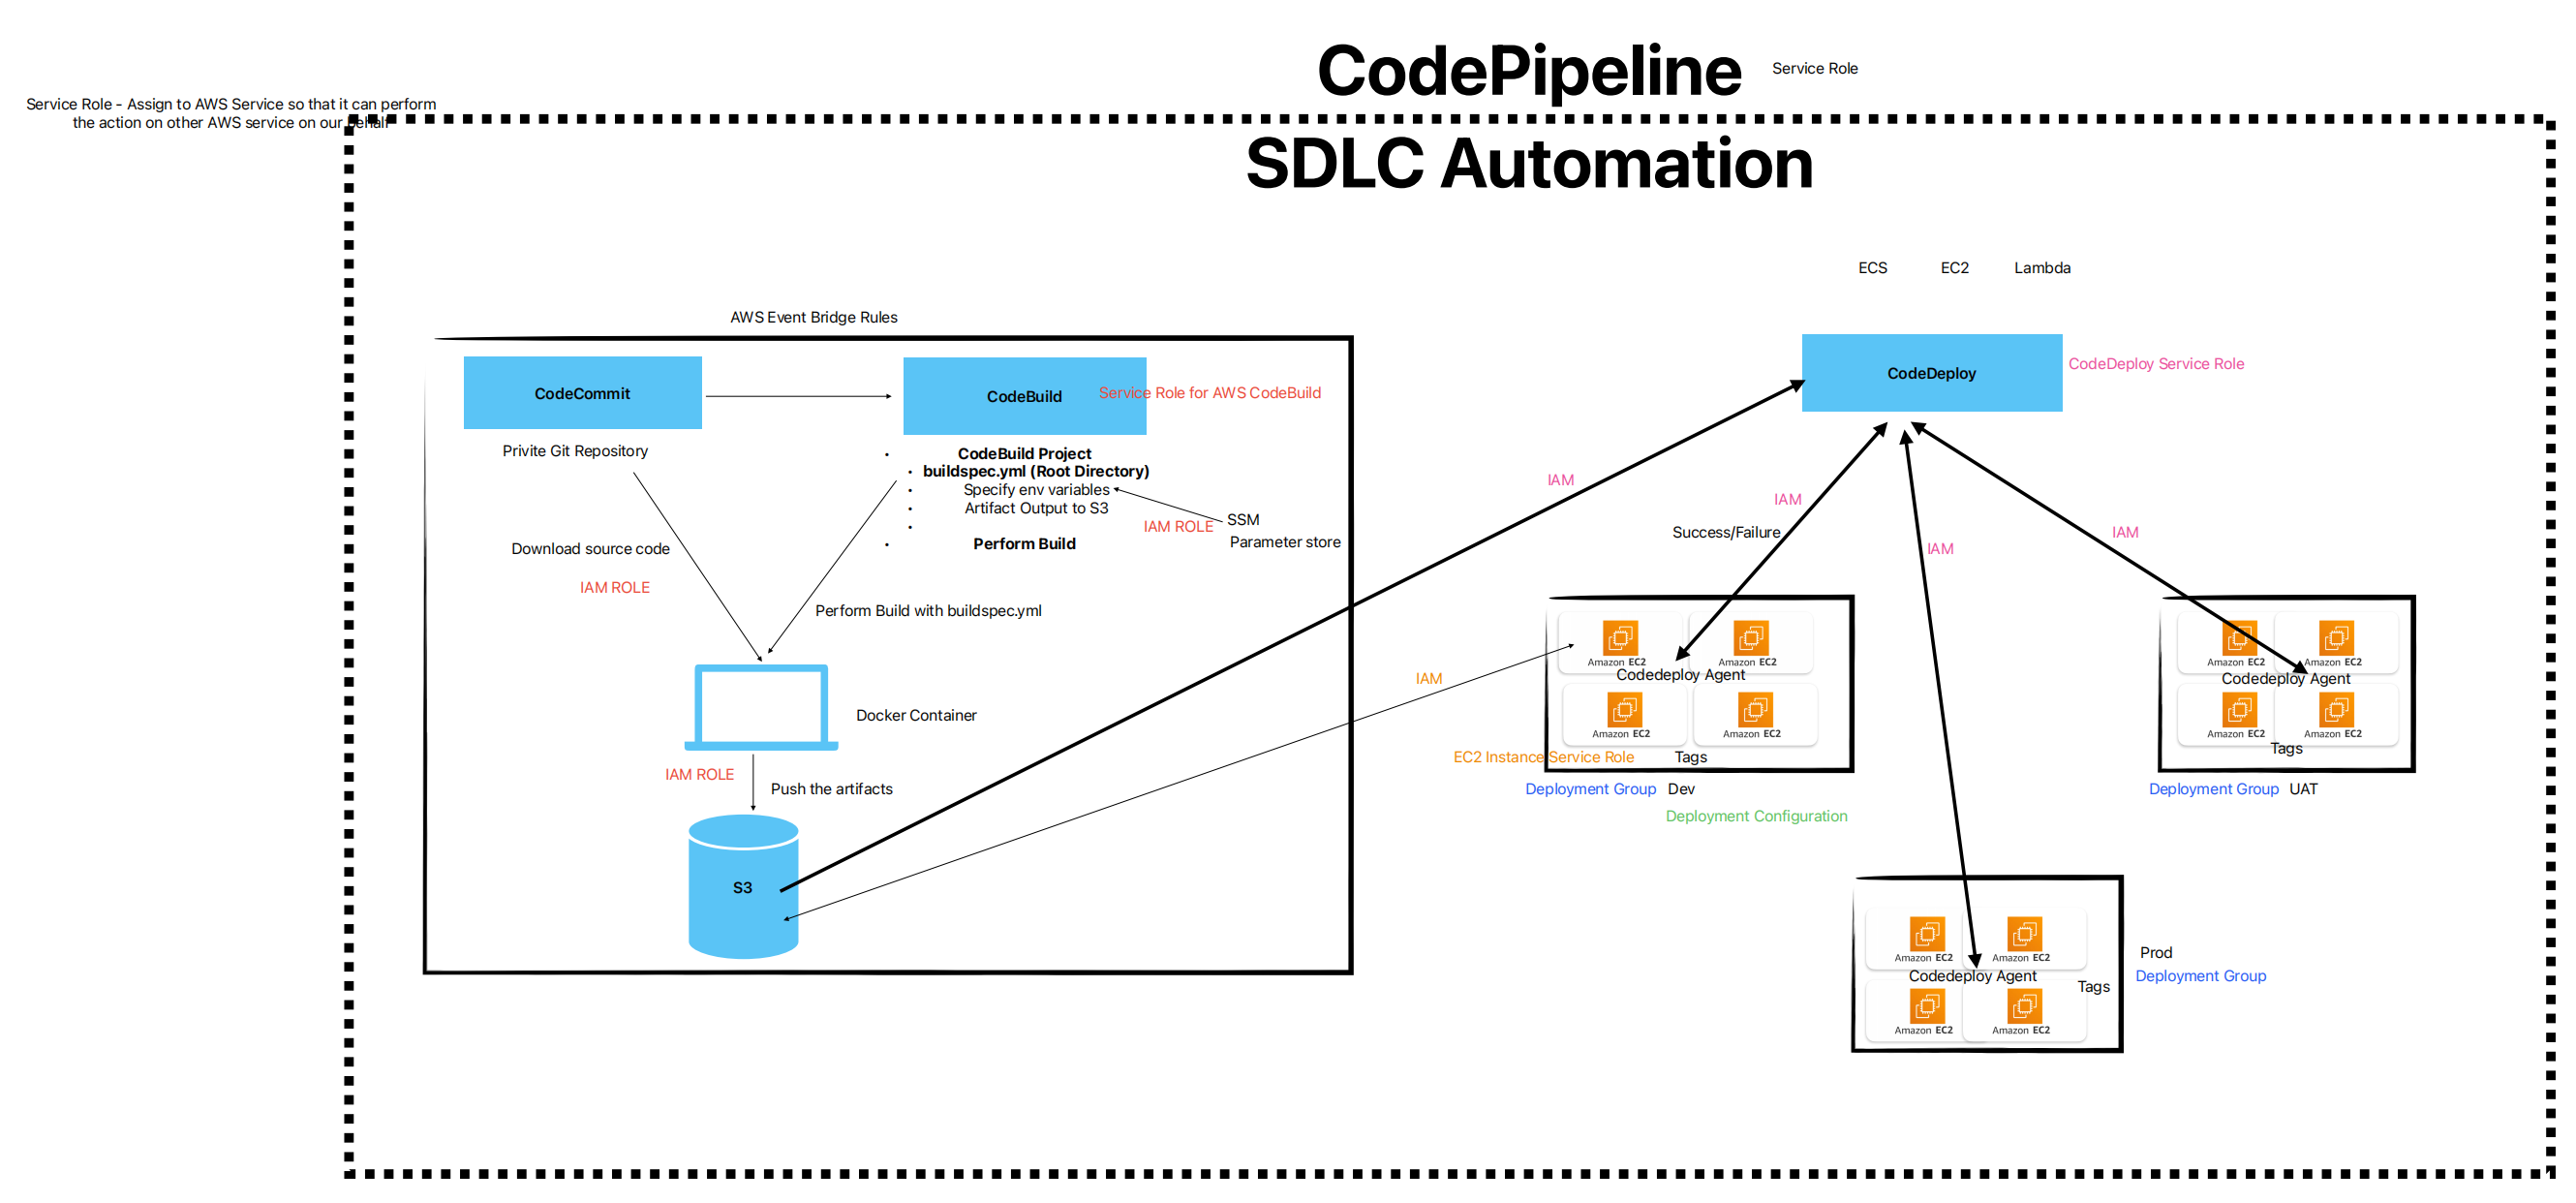 CodePipeline
Service Role
Service Role - Assign to AWS Service so that it can perform
the action on other AWS service on our behalf
SDLC Automation
ECS
EC2
Lambda
AWS Event Bridge Rules
CodeCommit
CodeBuild
Service Role for AWS CodeBuild
CodeDeploy
CodeDeploy Service Role
Privite Git Repository
• CodeBuild Project
• buildspec.yml (Root Directory)
• Specify env variables
• Artifact Output to S3
•
• Perform Build
IAM ROLE
SSM
Parameter store
Download source code
IAM ROLE
Perform Build with buildspec.yml
Docker Container
IAM ROLE
Push the artifacts
S3
IAM
IAM
Success/Failure
IAM
IAM
IAM
Amazon EC2
Amazon EC2
Codedeploy Agent
Amazon EC2
Amazon EC2
EC2 Instance Service Role
Tags
Deployment Group
Dev
Deployment Configuration
Amazon EC2
Amazon EC2
Codedeploy Agent
Amazon EC2
Amazon EC2
Tags
Deployment Group
UAT
Amazon EC2
Amazon EC2
Codedeploy Agent
Tags
Amazon EC2
Amazon EC2
Prod
Deployment Group